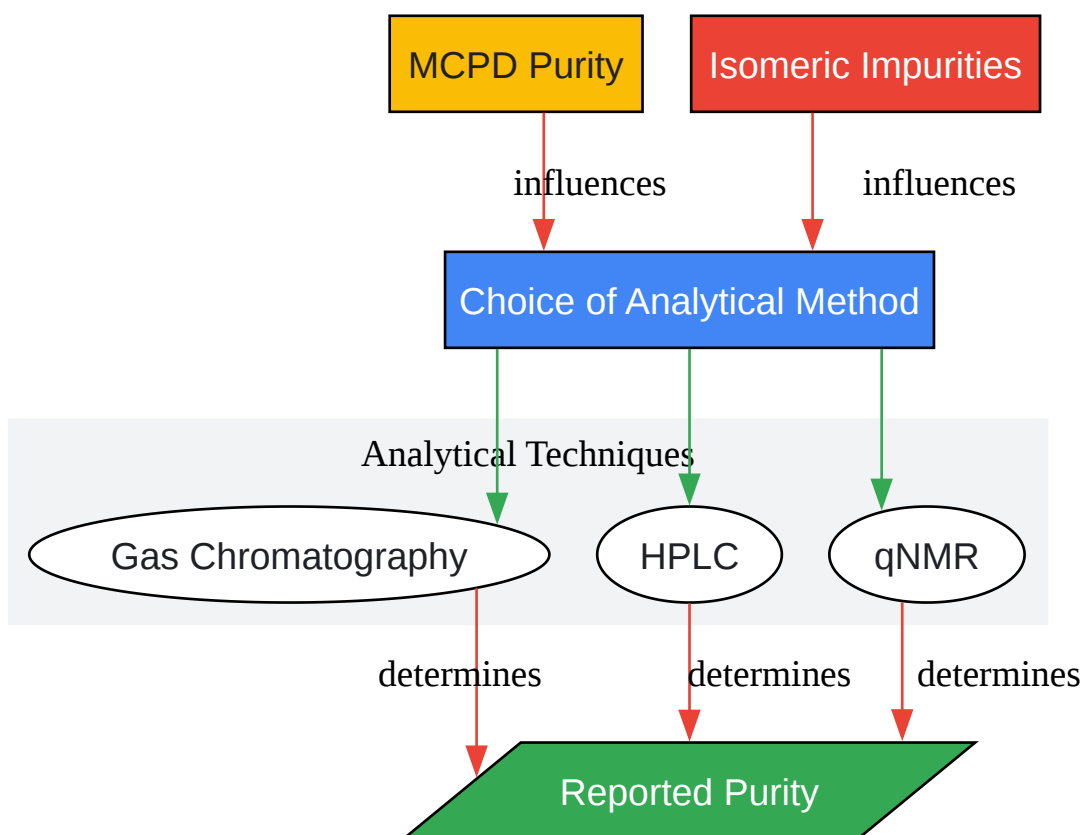 MCPD Purity
Isomeric Impurities
influences
influences
Choice of Analytical Method
Analytical Techniques
Gas Chromatography
HPLC
qNMR
determines
determines
determines
Reported Purity